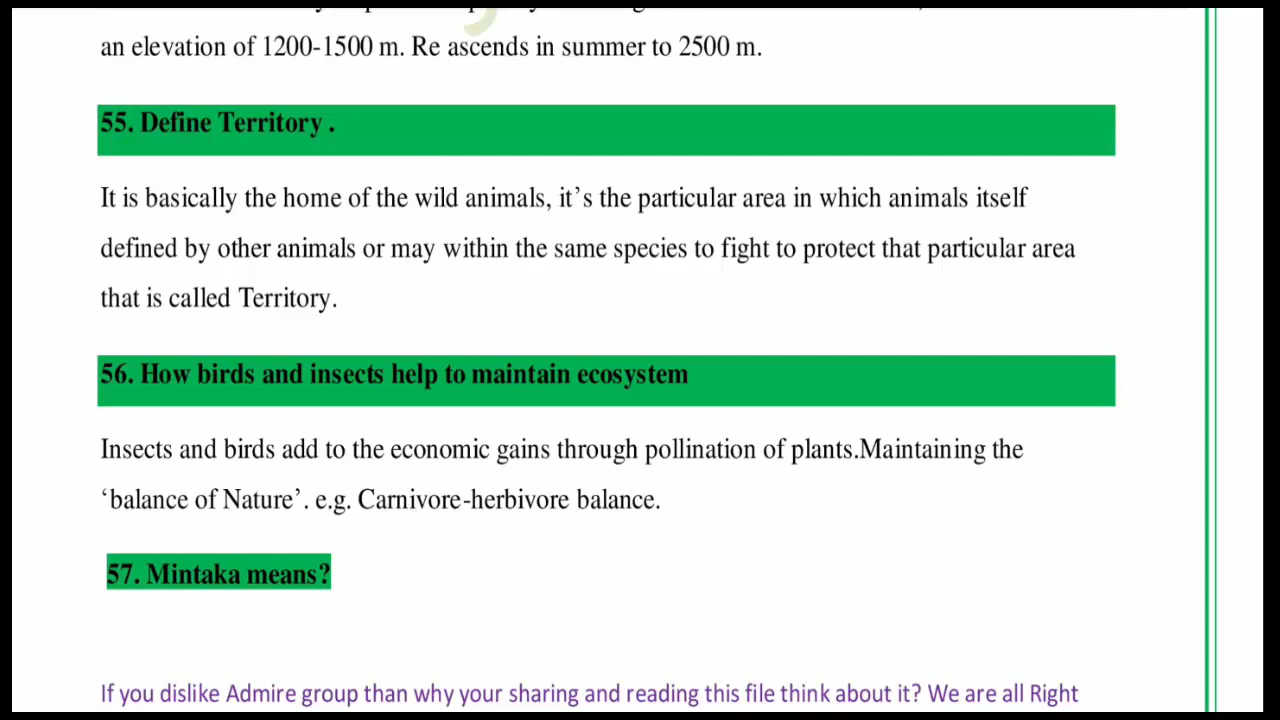 an elevation of 1200-1500 m. Re ascends in summer to 2500 m.
55. Define Territory .
It is basically the home of the wild animals, it’s the particular area in which animals itself
defined by other animals or may within the same species to fight to protect that particular area
that is called Territory.
56. How birds and insects help to maintain ecosystem
Insects and birds add to the economic gains through pollination of plants.Maintaining the
‘balance of Nature’. e.g. Carnivore-herbivore balance.
57. Mintaka means?
If you dislike Admire group than why your sharing and reading this file think about it? We are all Right